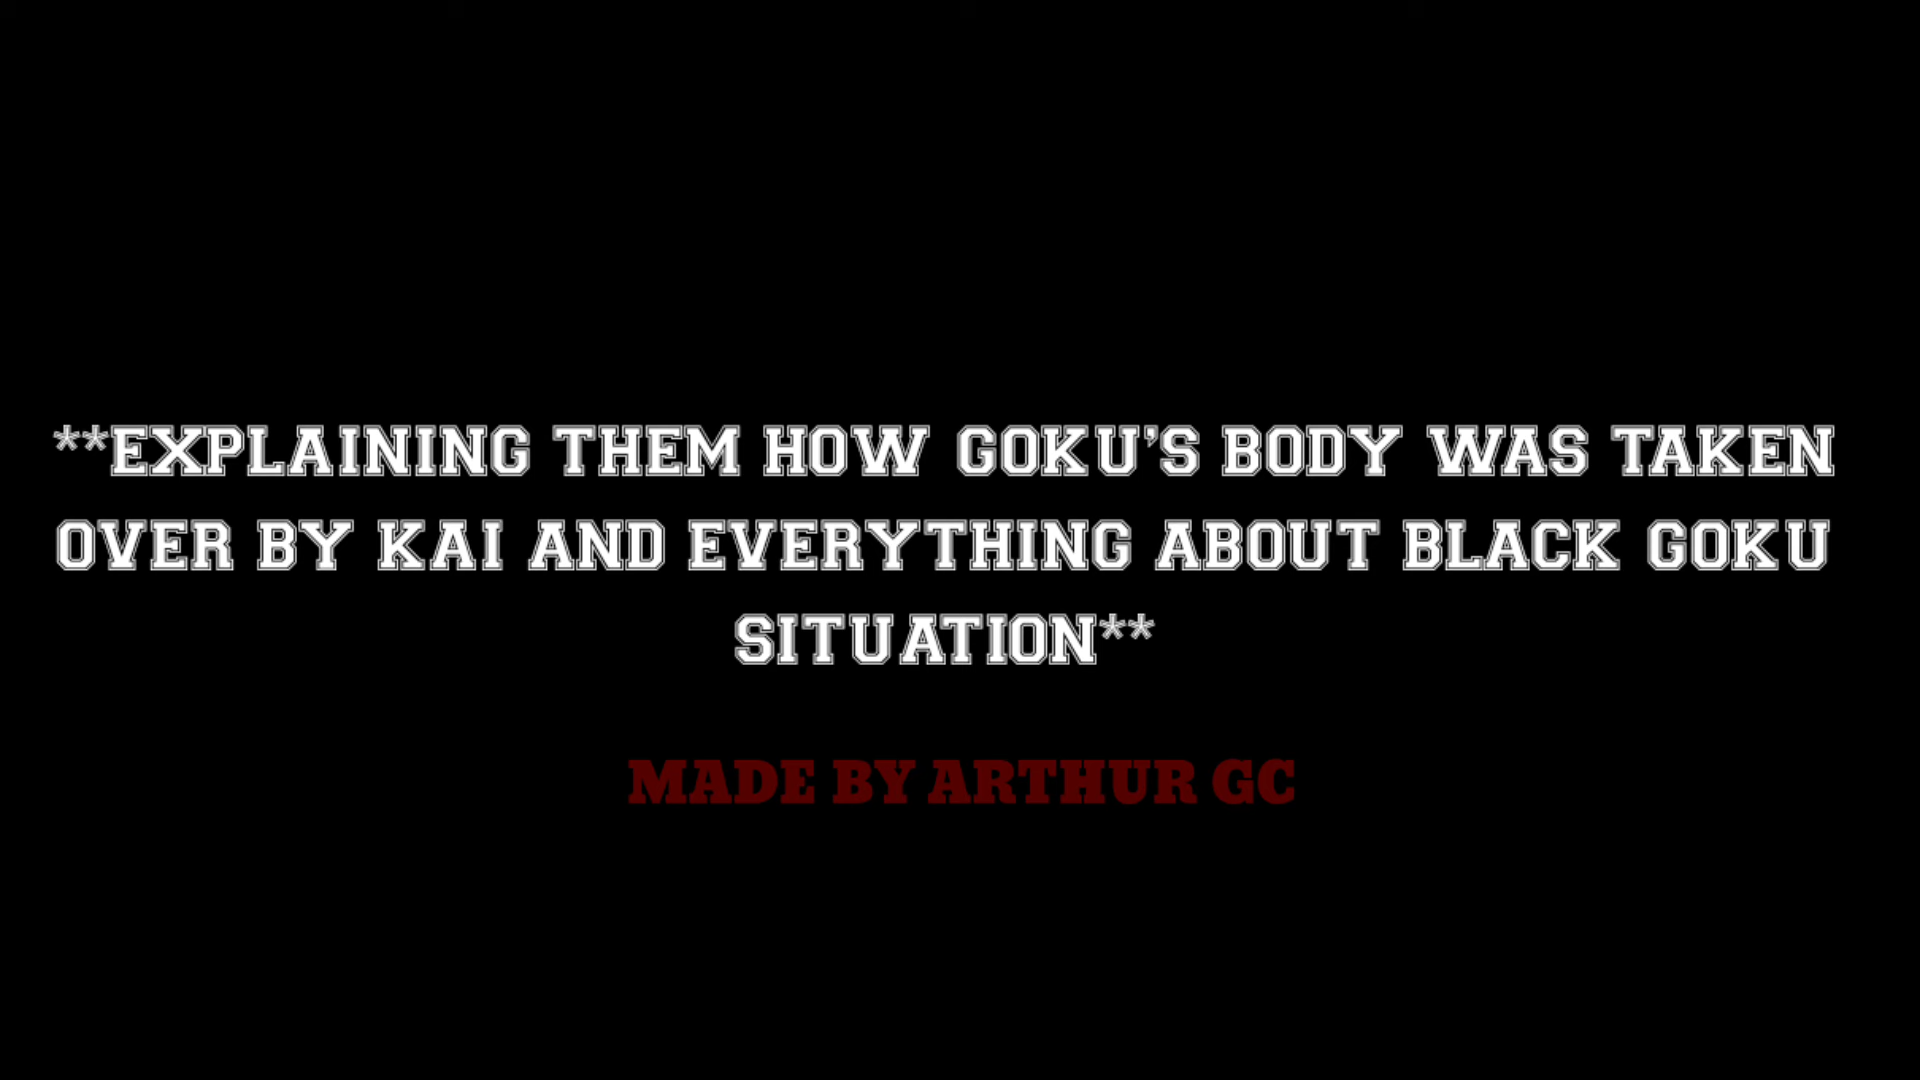 **EXPLAINING THEM HOW GOKU'S BODY WAS TAKEN
OVER BY KAI AND EVERYTHING ABOUT BLACK GOKU
SITUATION**
MADE BY ARTHUR GC